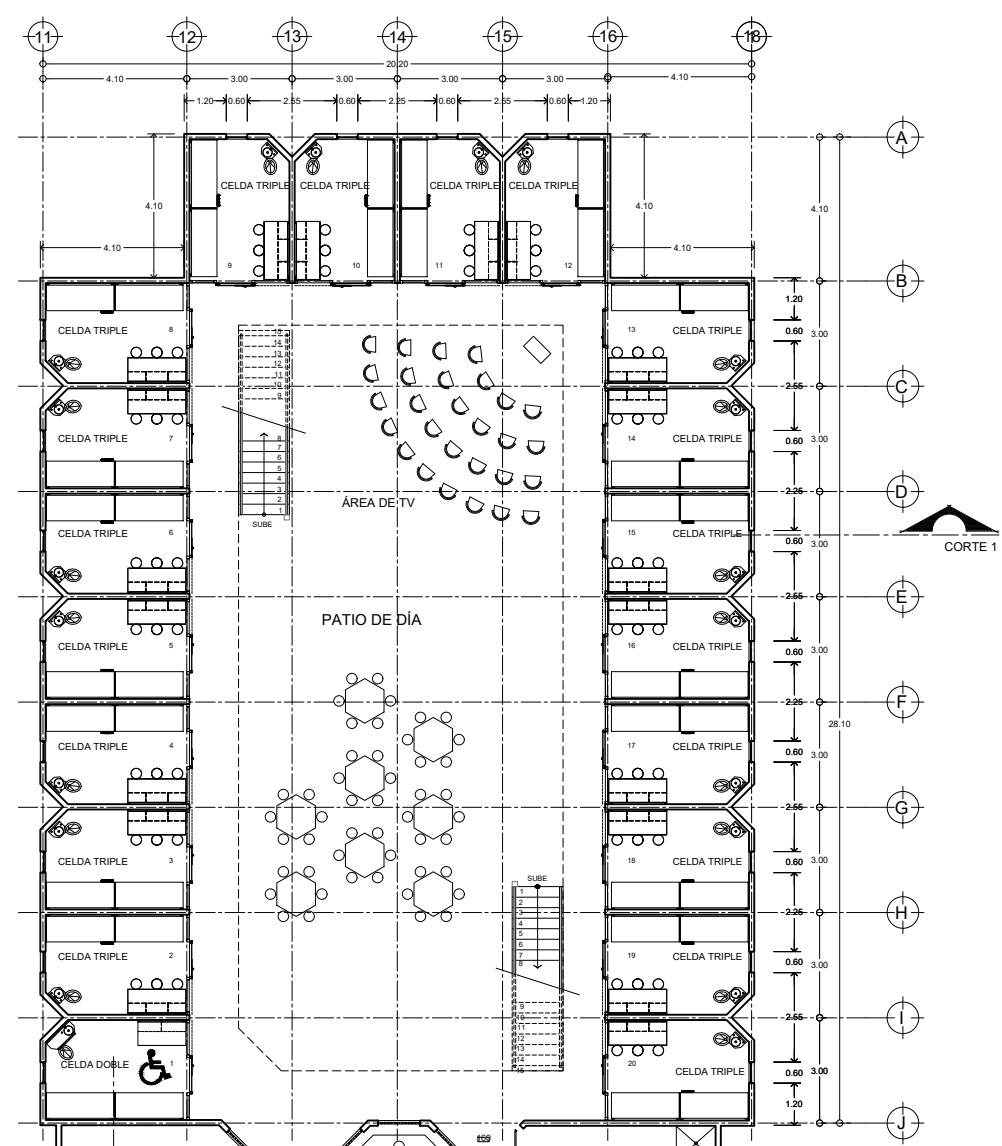 11 12 13 14 15 16 18
20.20
4.10 3.00 3.00 3.00 3.00 4.10
1.20 0.60 2.55 0.60 2.25 0.60 2.55 0.60 1.20
A
CELDA TRIPLE CELDA TRIPLE CELDA TRIPLE CELDA TRIPLE
4.10 4.10 4.10
4.10 4.10
9 10 11 12
B
1.20
CELDA TRIPLE 8
13 CELDA TRIPLE
0.60 3.00
15
14
13
12
11
10
9
C
2.55
8
7
6
5
4
3
2
1
SUBE
CELDA TRIPLE 7
14 CELDA TRIPLE
0.60 3.00
D
2.25
ÁREA DE TV
CELDA TRIPLE 6
15 CELDA TRIPLE
0.60 3.00
CORTE 1
E
2.55
PATIO DE DÍA
CELDA TRIPLE 5
16 CELDA TRIPLE
0.60 3.00
F
2.25
28.10
CELDA TRIPLE 4
17 CELDA TRIPLE
0.60 3.00
G
2.55
CELDA TRIPLE 3
18 CELDA TRIPLE
0.60 3.00
SUBE
1
2
3
4
5
6
7
8
H
2.25
CELDA TRIPLE 2
19 CELDA TRIPLE
0.60 3.00
9
10
11
12
13
14
15
I
2.55
CELDA DOBLE 1
20 CELDA TRIPLE
0.60 3.00
1.20
J